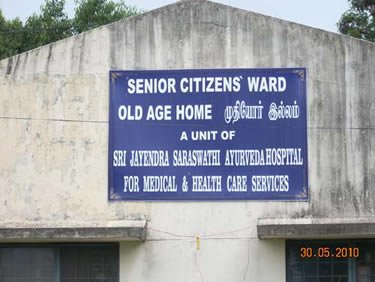 SENIOR CITIZENS' WARD
OLD AGE HOME முதியோர் இல்லம்
A UNIT OF
SRI JAYENDRA SARASWATHI AYURVEDA HOSPITAL
FOR MEDICAL & HEALTH CARE SERVICES
30.05.2010